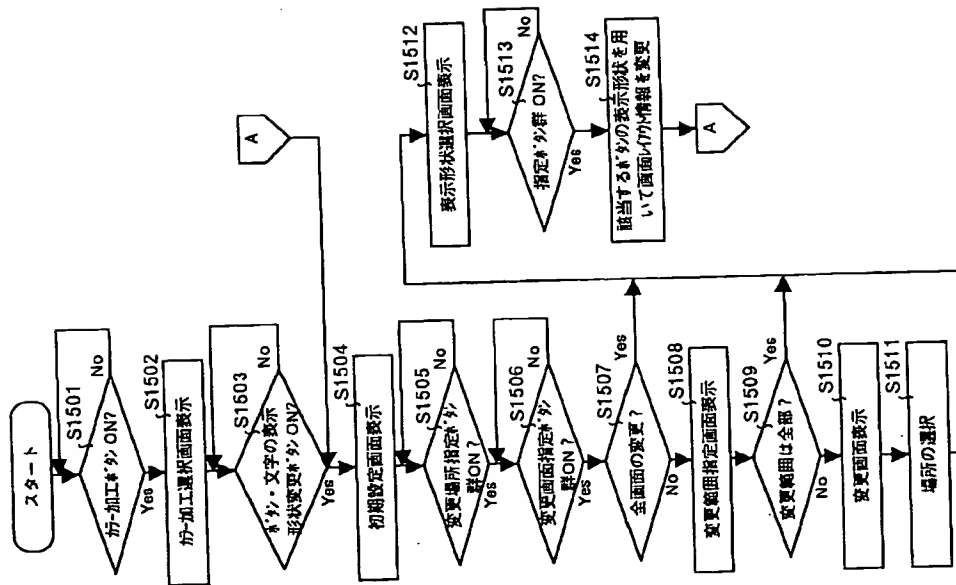 スタート
S1501
カラー加工ボタン ON?
No
Yes
S1502
カラー加工選択画面表示
S1503
ボタン・文字の表示
形状変更ボタン ON?
No
Yes
S1504
初期設定画面表示
S1505
変更場所指定ボタン
群ON?
No
Yes
S1506
変更画面指定ボタン
群ON?
No
Yes
S1507
全画面の変更?
Yes
No
S1508
変更範囲指定画面表示
S1509
変更範囲は全部?
Yes
No
S1510
変更画面表示
S1511
場所の選択
A
S1512
表示形状選択画面表示
S1513
指定ボタン群 ON?
No
Yes
S1514
該当するボタンの表示形状を用
いて画面レイアウト情報を変更
A